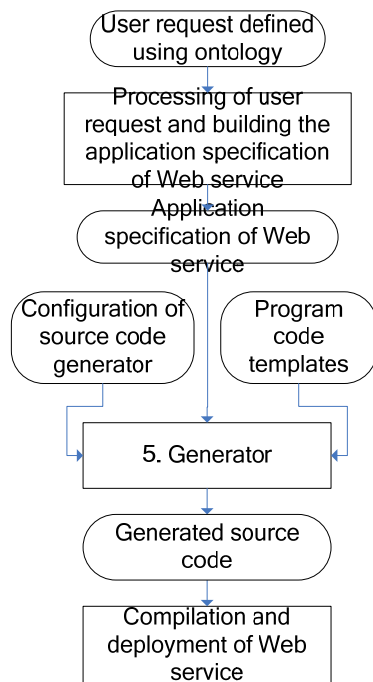 User request defined
using ontology
Processing of user
request and building the
application specification
of Web service
Application
specification of Web
service
Configuration of
source code
generator
Program
code
templates
5. Generator
Generated source
code
Compilation and
deployment of Web
service